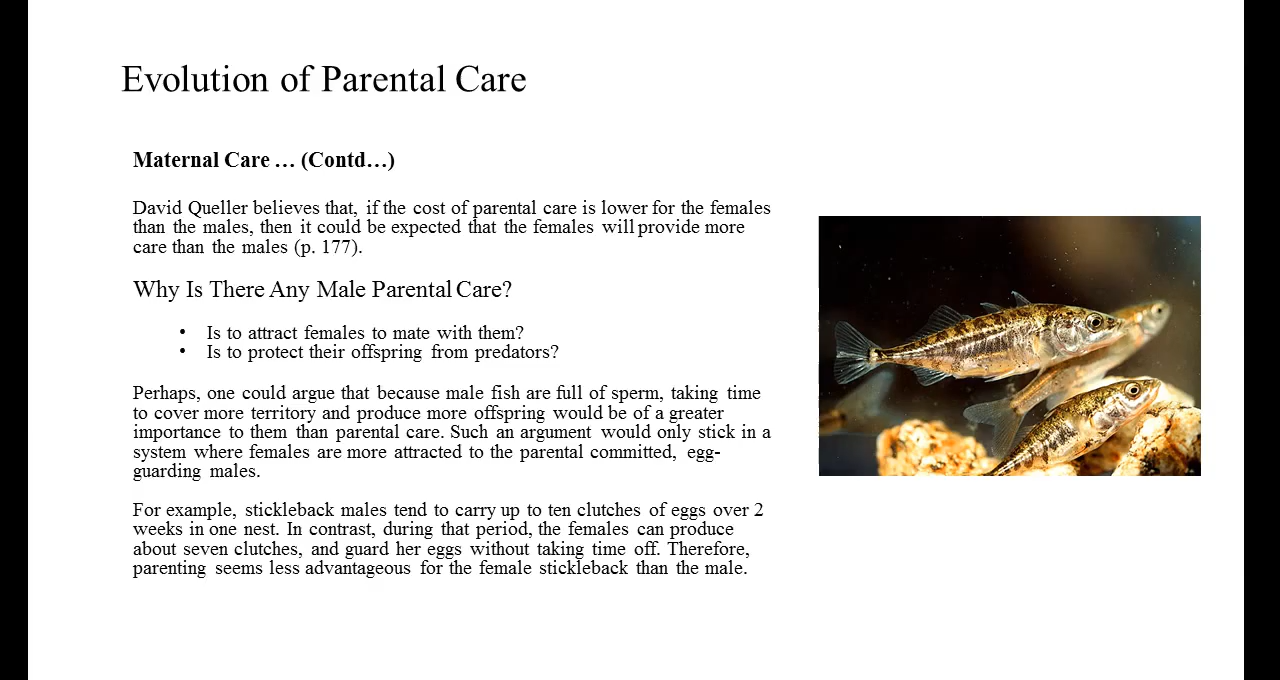 Evolution of Parental Care
Maternal Care … (Contd…)
David Queller believes that, if the cost of parental care is lower for the females
than the males, then it could be expected that the females will provide more
care than the males (p. 177).
Why Is There Any Male Parental Care?
• Is to attract females to mate with them?
• Is to protect their offspring from predators?
Perhaps, one could argue that because male fish are full of sperm, taking time
to cover more territory and produce more offspring would be of a greater
importance to them than parental care. Such an argument would only stick in a
system where females are more attracted to the parental committed, egg-
guarding males.
For example, stickleback males tend to carry up to ten clutches of eggs over 2
weeks in one nest. In contrast, during that period, the females can produce
about seven clutches, and guard her eggs without taking time off. Therefore,
parenting seems less advantageous for the female stickleback than the male.